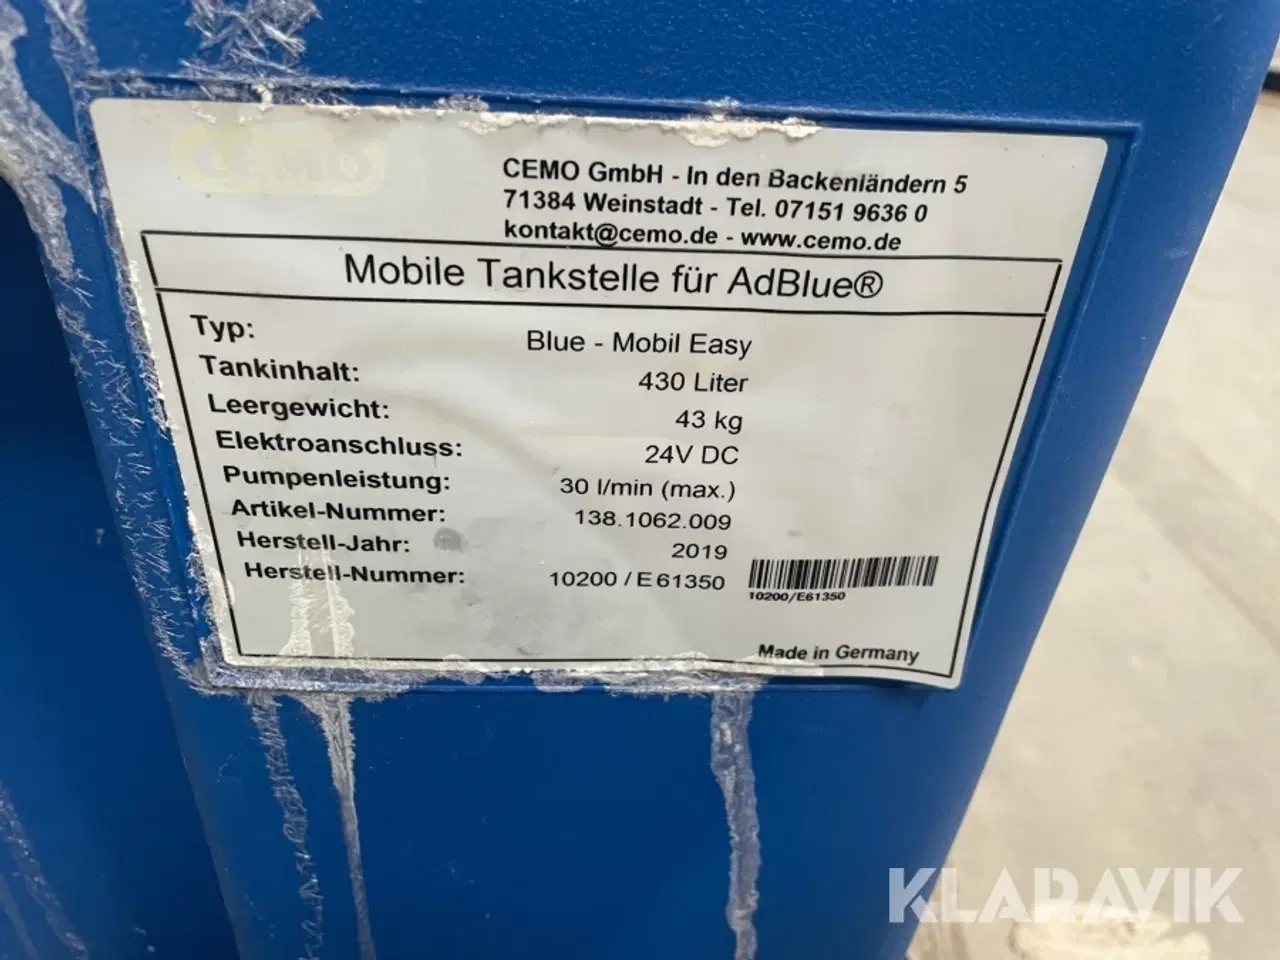 CEMO
CEMO GmbH - In den Backenländern 5
71384 Weinstadt - Tel. 07151 9636 0
kontakt@cemo.de - www.cemo.de
Mobile Tankstelle für AdBlue®
Typ: Blue - Mobil Easy
Tankinhalt: 430 Liter
Leergewicht: 43 kg
Elektroanschluss: 24V DC
Pumpenleistung: 30 l/min (max.)
Artikel-Nummer: 138.1062.009
Herstell-Jahr: 2019
Herstell-Nummer: 10200 / E 61350
10200/E61350
Made in Germany
KLARAVIK